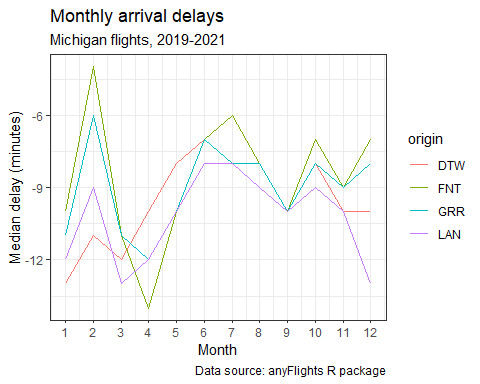 Monthly arrival delays
Michigan flights, 2019-2021
Median delay (minutes)
-6
-9
-12
1 2 3 4 5 6 7 8 9 10 11 12
Month
origin
DTW
FNT
GRR
LAN
Data source: anyFlights R package